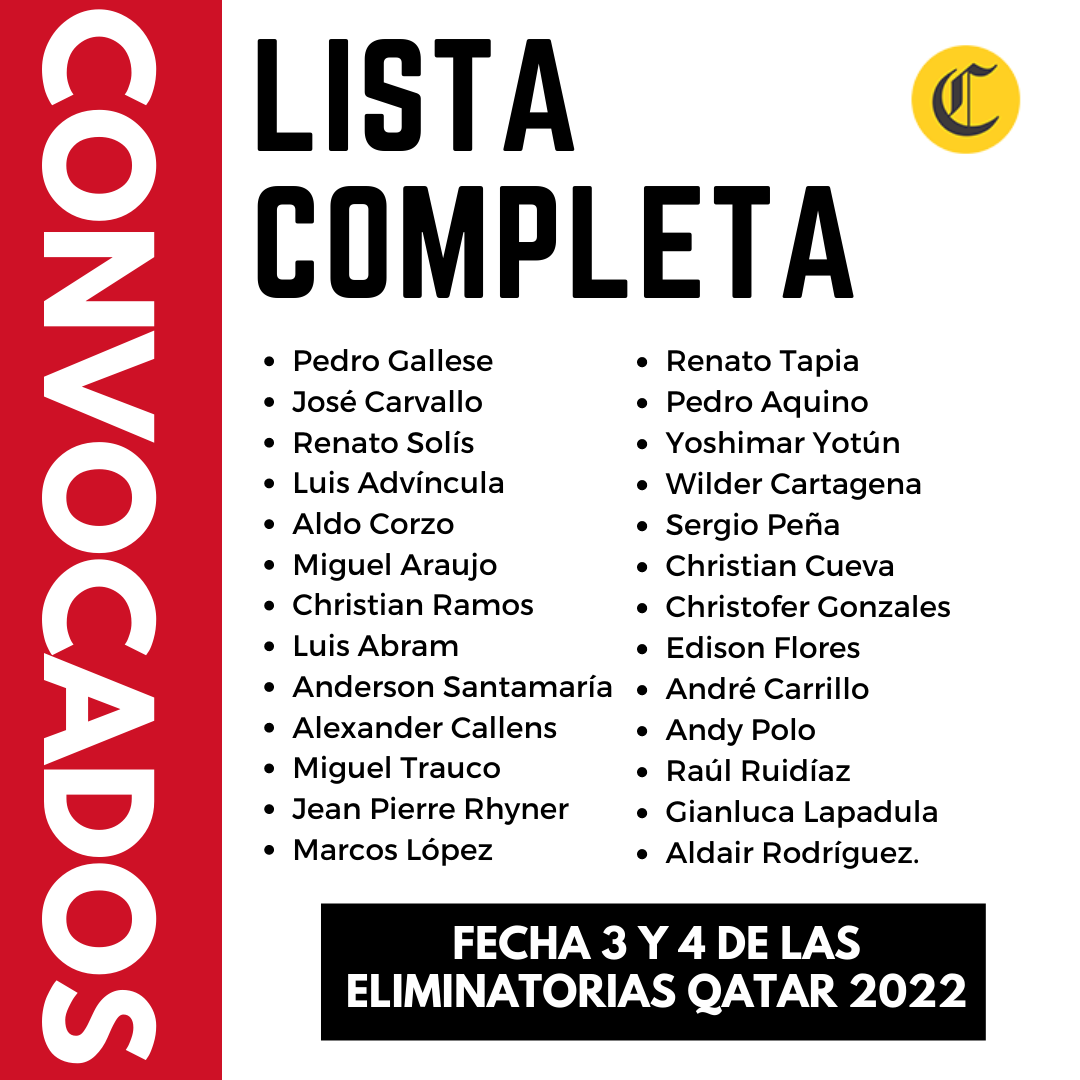 CONVOCADOS
LISTA
COMPLETA
C
• Pedro Gallese
• José Carvallo
• Renato Solís
• Luis Advíncula
• Aldo Corzo
• Miguel Araujo
• Christian Ramos
• Luis Abram
• Anderson Santamaría
• Alexander Callens
• Miguel Trauco
• Jean Pierre Rhyner
• Marcos López
• Renato Tapia
• Pedro Aquino
• Yoshimar Yotún
• Wilder Cartagena
• Sergio Peña
• Christian Cueva
• Christofer Gonzales
• Edison Flores
• André Carrillo
• Andy Polo
• Raúl Ruidíaz
• Gianluca Lapadula
• Aldair Rodríguez.
FECHA 3 Y 4 DE LAS
ELIMINATORIAS QATAR 2022